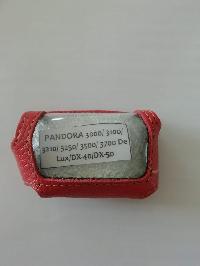 PANDORA 3000/ 3100/
3210/ 3250/ 3500/ 3700 De
Lux/DX-40/DX-50